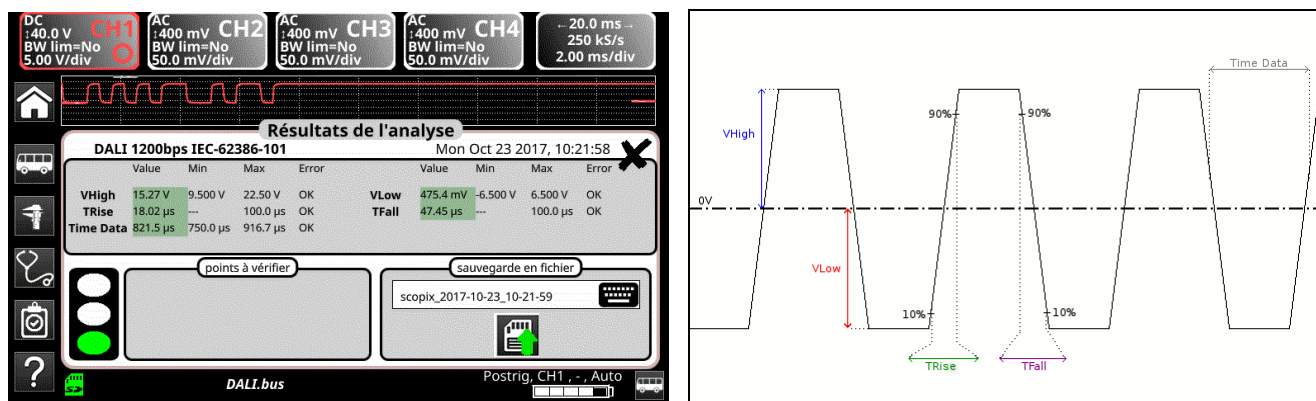 DC
↕40.0 V
CH1
BW lim=No
5.00 V/div
AC
↕400 mV
CH2
BW lim=No
50.0 mV/div
AC
↕400 mV
CH3
BW lim=No
50.0 mV/div
AC
↕400 mV
CH4
BW lim=No
50.0 mV/div
←20.0 ms→
250 kS/s
2.00 ms/div
Résultats de l'analyse
DALI 1200bps IEC-62386-101 Mon Oct 23 2017, 10:21:58
Value Min Max Error Value Min Max Error
VHigh 15.27 V 9.500 V 22.50 V OK VLow 475.4 mV -6.500 V 6.500 V OK
TRise 18.02 µs --- 100.0 µs OK TFall 47.45 µs --- 100.0 µs OK
Time Data 821.5 µs 750.0 µs 916.7 µs OK
points à vérifier
sauvegarde en fichier
scopix_2017-10-23_10-21-59
?
DALI.bus
Postrig, CH1 , - , Auto
Time Data
90% 90%
VHigh
0V
VLow
10% 10%
TRise TFall